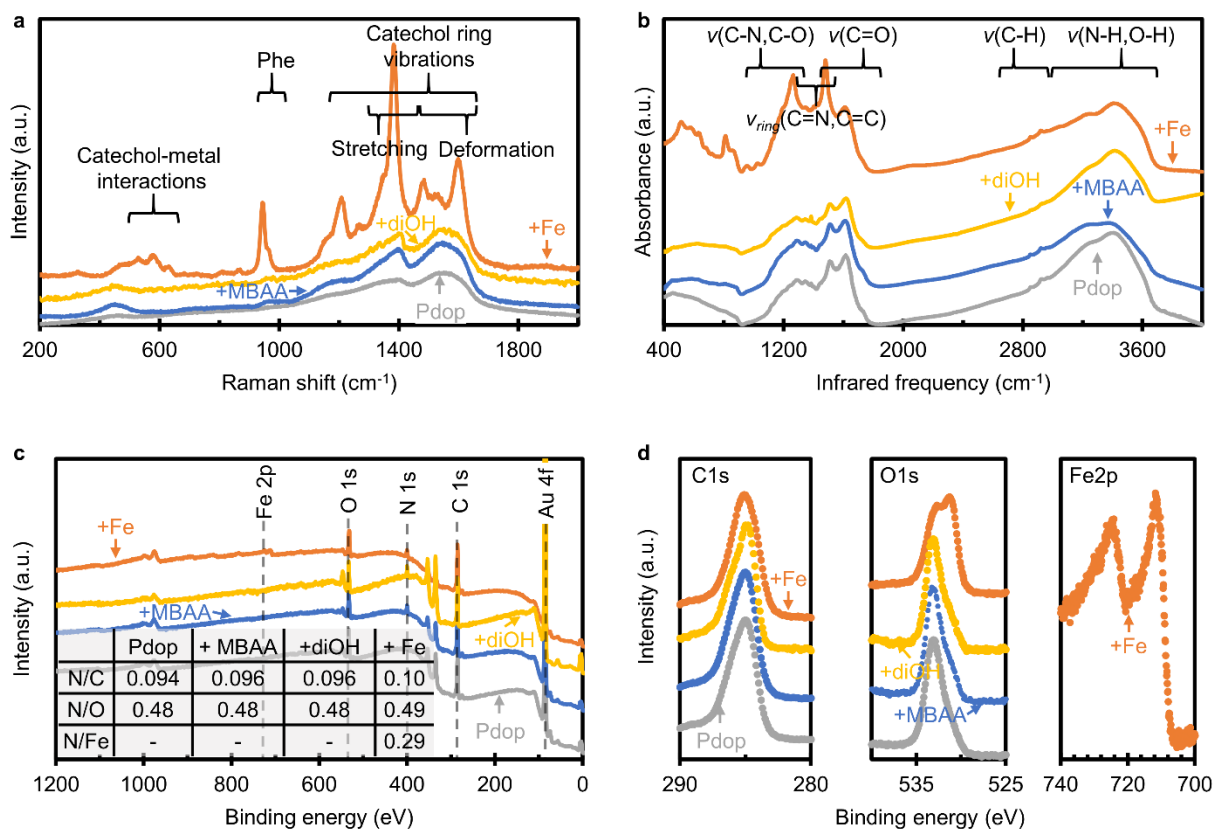 a
Intensity (a.u.)
Phe
Catechol ring
vibrations
Catechol-metal
interactions
Stretching
Deformation
+diOH
+Fe
+MBAA
Pdop
200 600 1000 1400 1800
Raman shift (cm-1)
b
Absorbance (a.u.)
v(C-N,C-O)
v(C=O)
v(C-H)
v(N-H,O-H)
vring(C=N,C=C)
+Fe
+diOH
+MBAA
Pdop
400 1200 2000 2800 3600
Infrared frequency (cm-1)
c
Intensity (a.u.)
Fe 2p
O 1s
N 1s
C 1s
Au 4f
+Fe
+MBAA
+diOH
Pdop
Pdop + MBAA +diOH + Fe
N/C 0.094 0.096 0.096 0.10
N/O 0.48 0.48 0.48 0.49
N/Fe - - - 0.29
1200 1000 800 600 400 200 0
Binding energy (eV)
d
Intensity (a.u.)
C1s
+Fe
Pdop
290 280
O1s
+diOH
+MBAA
535 525
Fe2p
+Fe
740 720 700
Binding energy (eV)